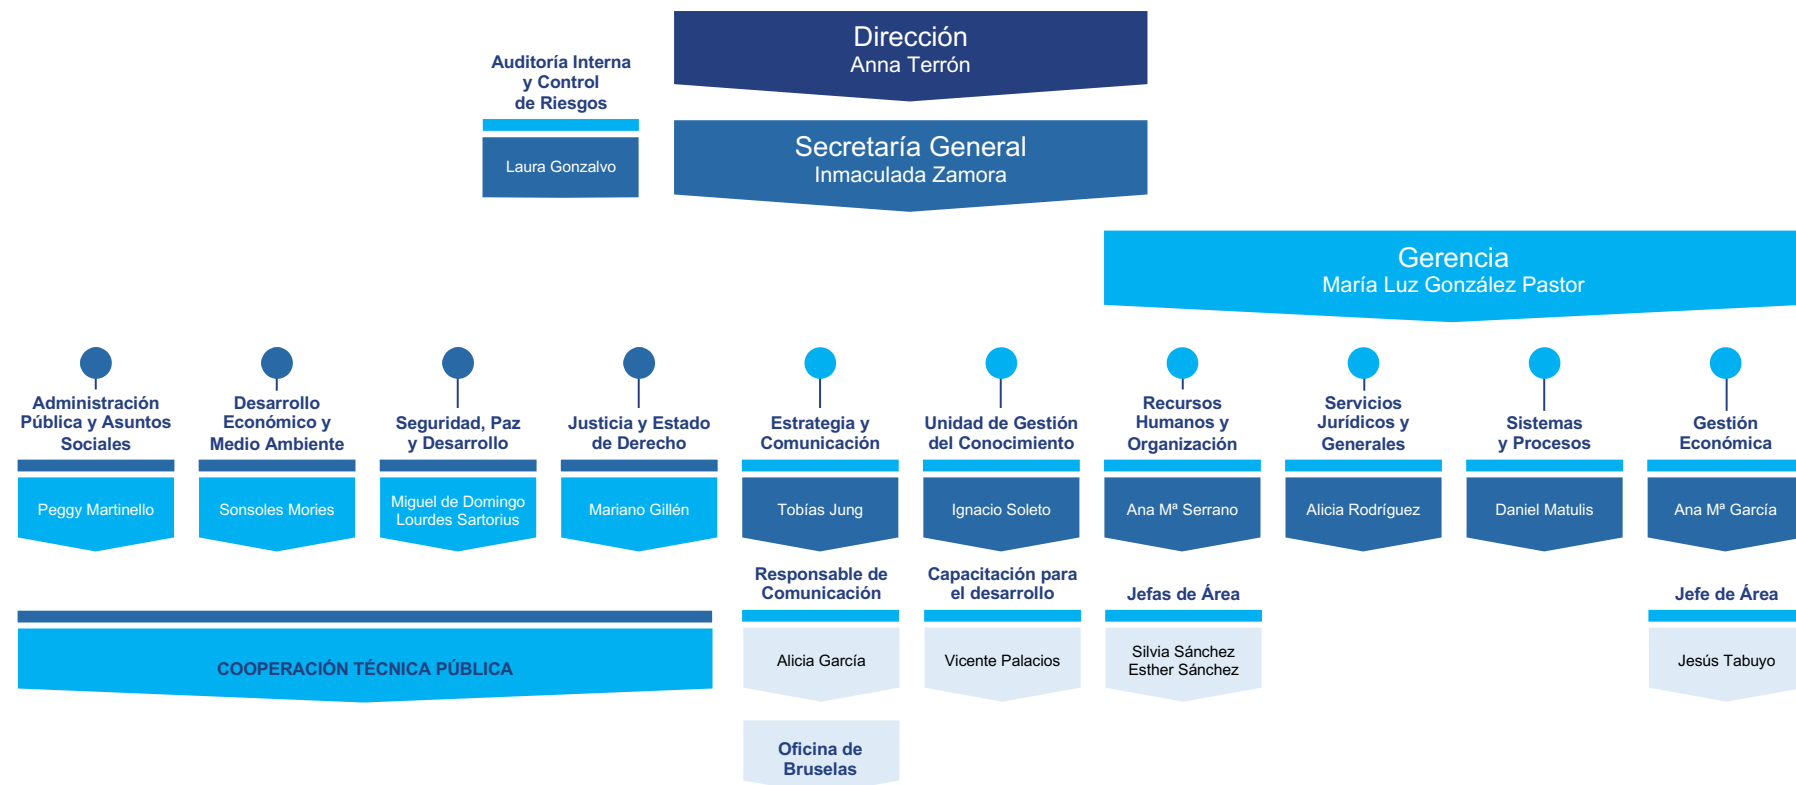 Dirección
Anna Terrón
Auditoría Interna
y Control
de Riesgos
Laura Gonzalvo
Secretaría General
Inmaculada Zamora
Gerencia
María Luz González Pastor
Administración
Pública y Asuntos
Sociales
Peggy Martinello
Desarrollo
Económico y
Medio Ambiente
Sonsoles Mories
Seguridad, Paz
y Desarrollo
Miguel de Domingo
Lourdes Sartorius
Justicia y Estado
de Derecho
Mariano Gillén
Estrategia y
Comunicación
Tobías Jung
Unidad de Gestión
del Conocimiento
Ignacio Soleto
Recursos
Humanos y
Organización
Ana Mª Serrano
Servicios
Jurídicos y
Generales
Alicia Rodríguez
Sistemas
y Procesos
Daniel Matulis
Gestión
Económica
Ana Mª García
COOPERACIÓN TÉCNICA PÚBLICA
Responsable de
Comunicación
Alicia García
Capacitación para
el desarrollo
Vicente Palacios
Jefas de Área
Silvia Sánchez
Esther Sánchez
Jefe de Área
Jesús Tabuyo
Oficina de
Bruselas